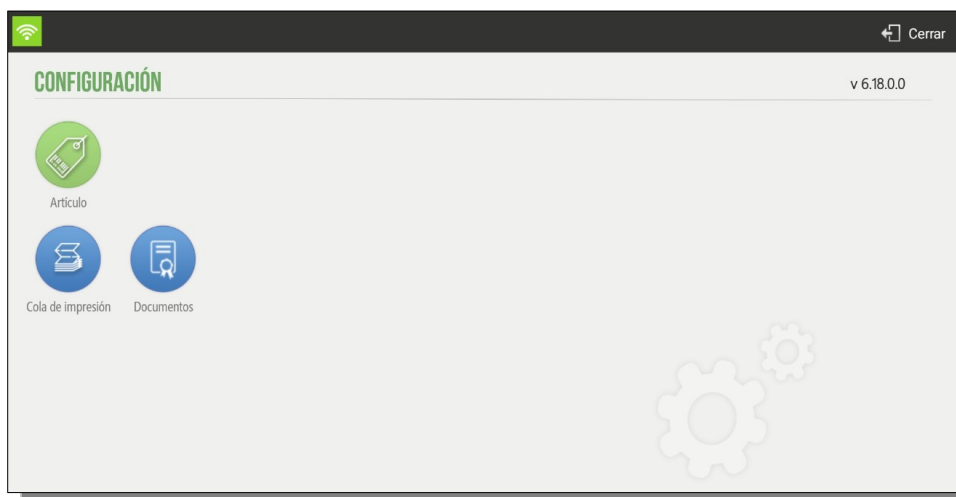 Cerrar
CONFIGURACIÓN
v 6.18.0.0
Artículo
Cola de impresión
Documentos